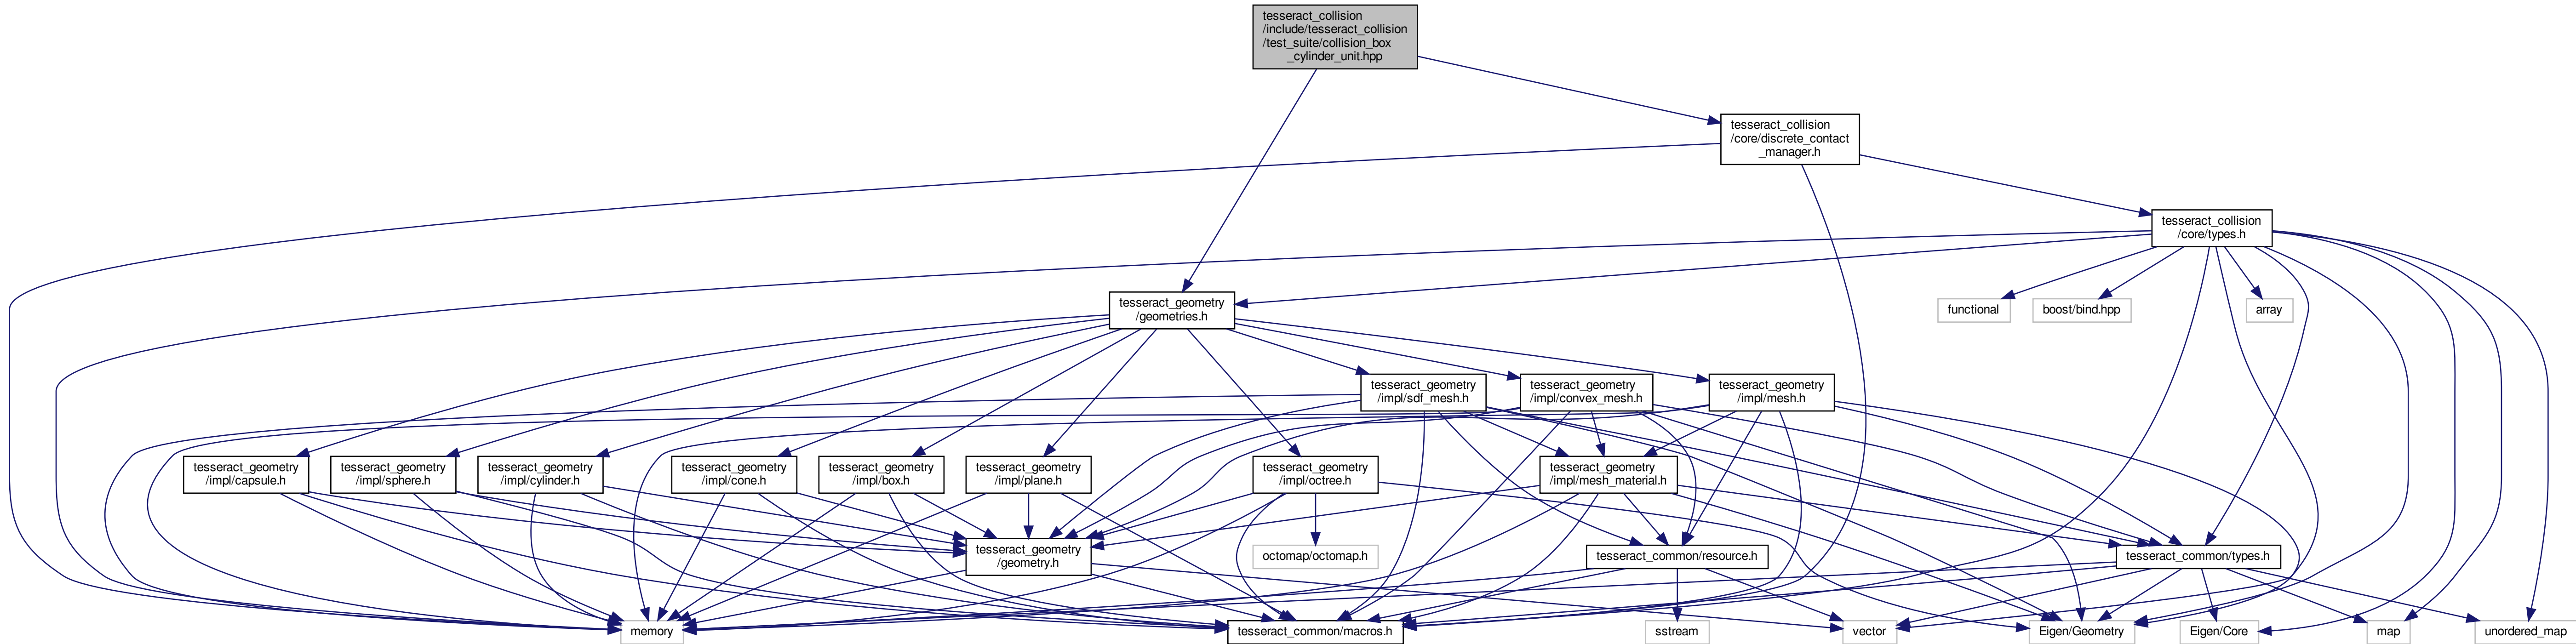 tesseract_collision
/include/tesseract_collision
/test_suite/collision_box
_cylinder_unit.hpp
tesseract_collision
/core/discrete_contact
_manager.h
tesseract_collision
/core/types.h
tesseract_geometry
/geometries.h
functional
boost/bind.hpp
array
tesseract_geometry
/impl/sdf_mesh.h
tesseract_geometry
/impl/convex_mesh.h
tesseract_geometry
/impl/mesh.h
tesseract_geometry
/impl/capsule.h
tesseract_geometry
/impl/sphere.h
tesseract_geometry
/impl/cylinder.h
tesseract_geometry
/impl/cone.h
tesseract_geometry
/impl/box.h
tesseract_geometry
/impl/plane.h
tesseract_geometry
/impl/octree.h
tesseract_geometry
/impl/mesh_material.h
tesseract_geometry
/geometry.h
octomap/octomap.h
tesseract_common/resource.h
tesseract_common/types.h
memory
tesseract_common/macros.h
sstream
vector
Eigen/Geometry
Eigen/Core
map
unordered_map